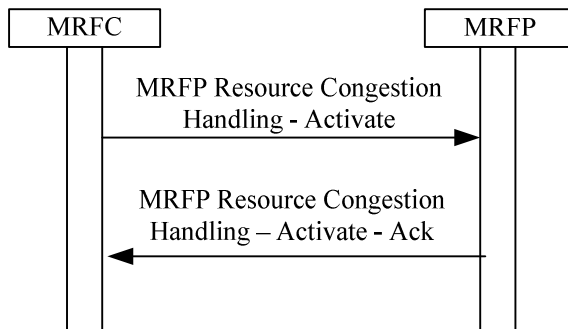 MRFC
MRFP
MRFP Resource Congestion
Handling - Activate
MRFP Resource Congestion
Handling – Activate - Ack